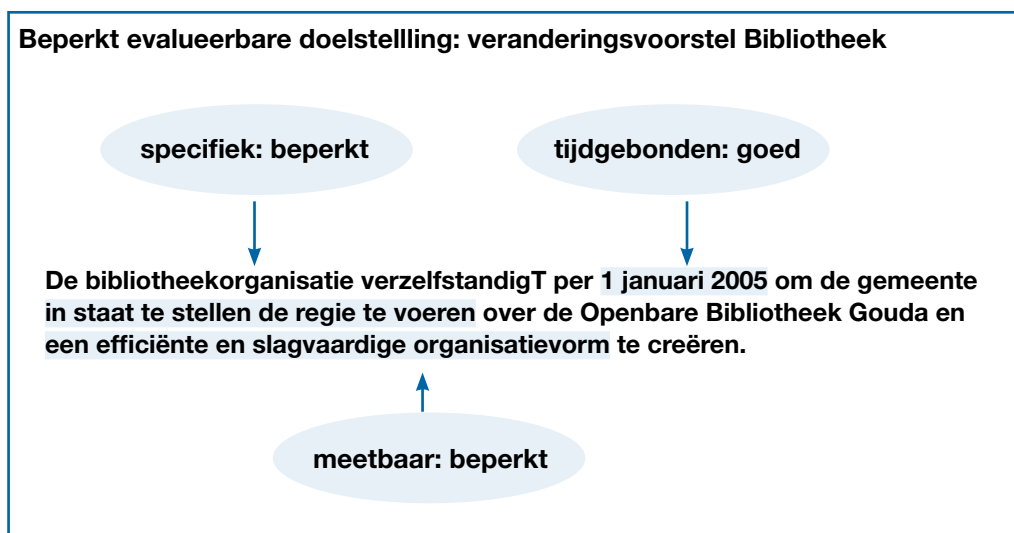 Beperkt evalueerbare doelstellling: veranderingsvoorstel Bibliotheek
specifiek: beperkt
tijdgebonden: goed
De bibliotheekorganisatie verzelfstandigT per 1 januari 2005 om de gemeente
in staat te stellen de regie te voeren over de Openbare Bibliotheek Gouda en
een efficiënte en slagvaardige organisatievorm te creëren.
meetbaar: beperkt